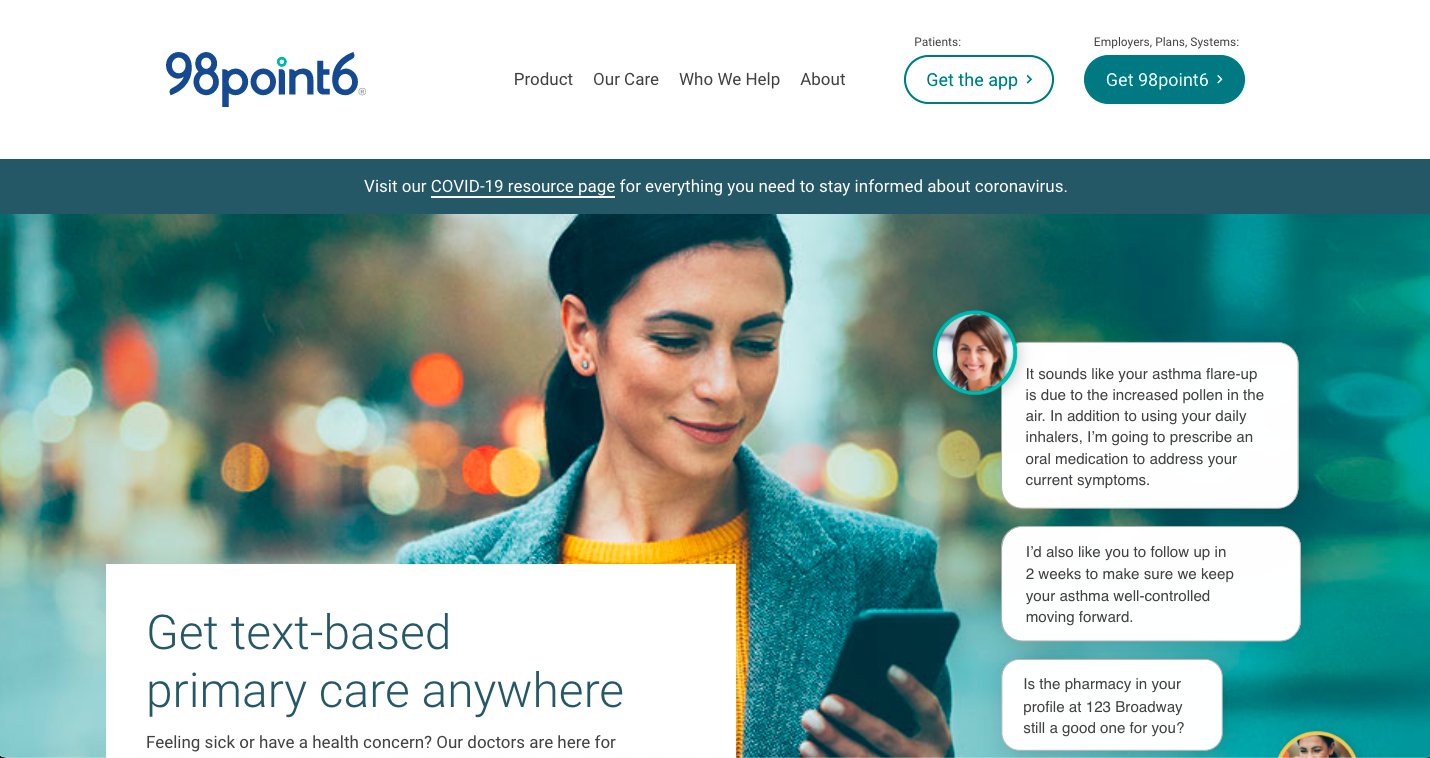 98point6®
Product Our Care Who We Help About
Patients:
Get the app
Employers, Plans, Systems:
Get 98point6
Visit our COVID-19 resource page for everything you need to stay informed about coronavirus.
It sounds like your asthma flare-up
is due to the increased pollen in the
air. In addition to using your daily
inhalers, I'm going to prescribe an
oral medication to address your
current symptoms.
I'd also like you to follow up in
2 weeks to make sure we keep
your asthma well-controlled
moving forward.
Is the pharmacy in your
profile at 123 Broadway
still a good one for you?
Get text-based
primary care anywhere
Feeling sick or have a health concern? Our doctors are here for